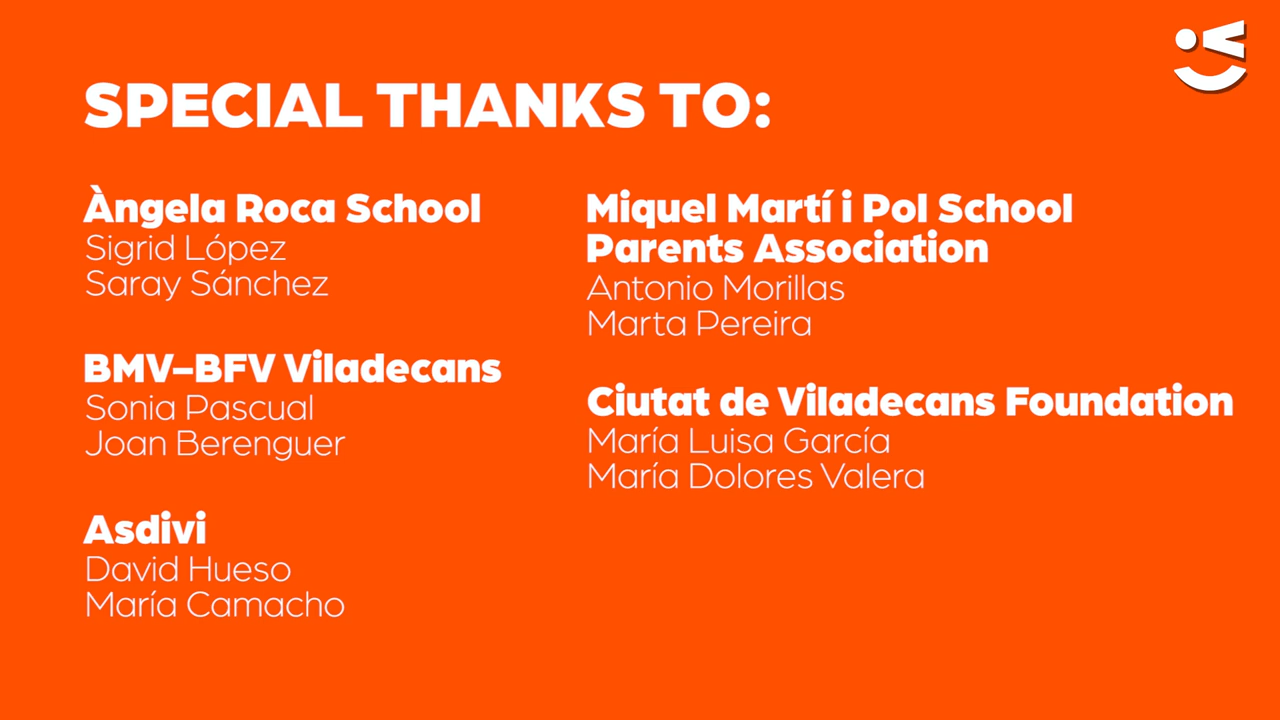 SPECIAL THANKS TO:
Àngela Roca School
Sigrid López
Saray Sánchez
BMV-BFV Viladecans
Sonia Pascual
Joan Berenguer
Asdivi
David Hueso
María Camacho
Miquel Martí i Pol School
Parents Association
Antonio Morillas
Marta Pereira
Ciutat de Viladecans Foundation
María Luisa García
María Dolores Valera